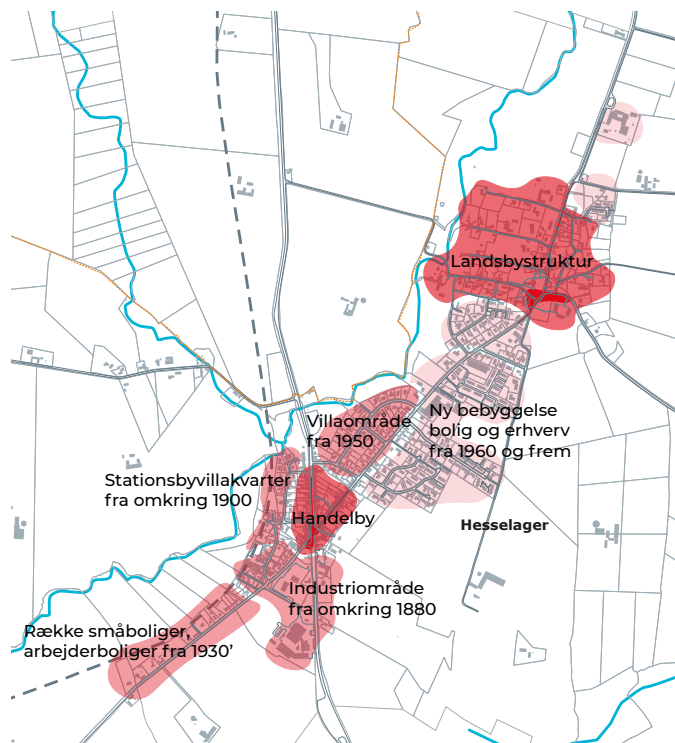 Landsbystruktur
Villaområde
fra 1950
Ny bebyggelse
bolig og erhverv
fra 1960 og frem
Stationsbyvillakvarter
fra omkring 1900
Handelby
Hesselager
Industriområde
fra omkring 1880
Række småboliger,
arbejderboliger fra 1930’